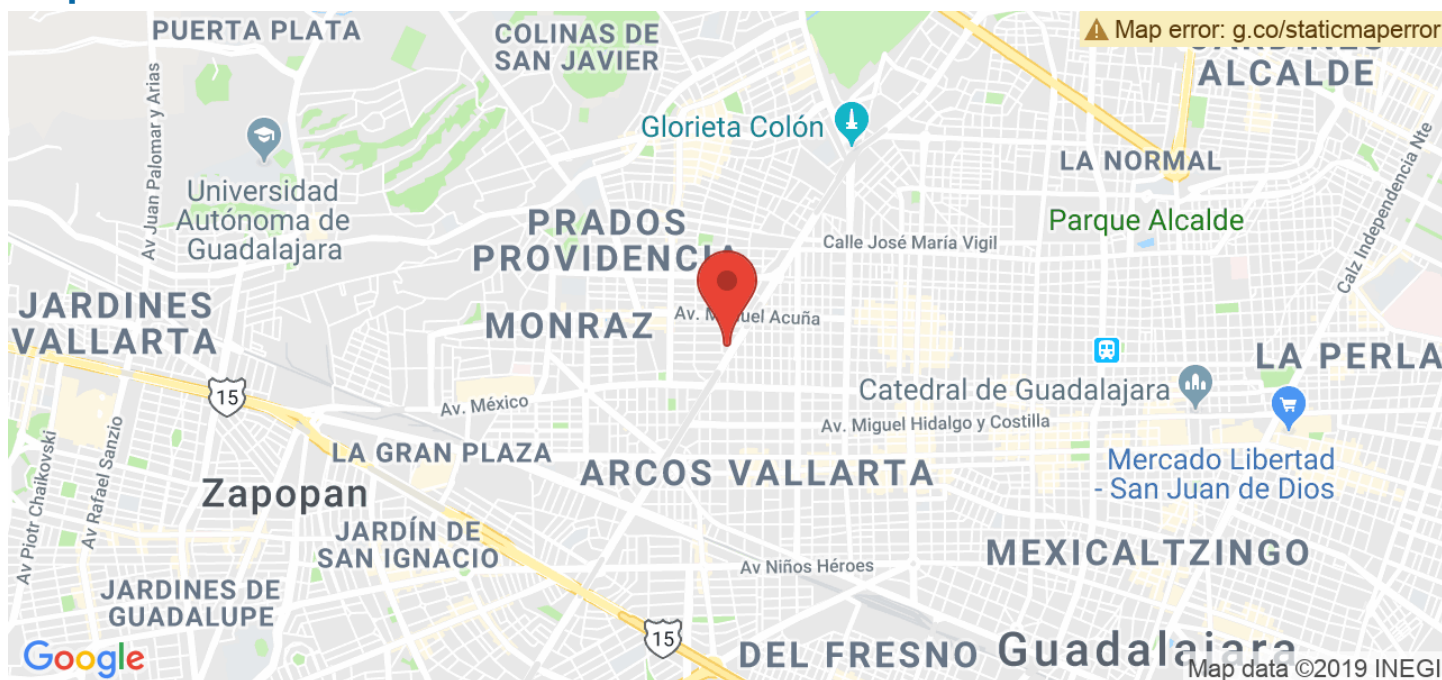 PUERTA PLATA
COLINAS DE
SAN JAVIER
Map error: g.co/staticmaperror
ALCALDE
Av Juan Palomar y Arias
Glorieta Colón
LA NORMAL
Calz Independencia Nte
Universidad
Autónoma de
Guadalajara
PRADOS
PROVIDENCIA
Parque Alcalde
Calle José María Vigil
JARDINES
VALLARTA
MONRAZ
Av. Manuel Acuña
LA PERLA
15
Catedral de Guadalajara
Av. México
Av. Miguel Hidalgo y Costilla
LA GRAN PLAZA
ARCOS VALLARTA
Mercado Libertad
- San Juan de Dios
Av Piotr Chaikovski
Av Rafael Sanzio
Zapopan
JARDÍN DE
SAN IGNACIO
MEXICALTZINGO
Av Niños Héroes
JARDINES DE
GUADALUPE
15
DEL FRESNO
Guadalajara
Google
Map data ©2019 INEGI